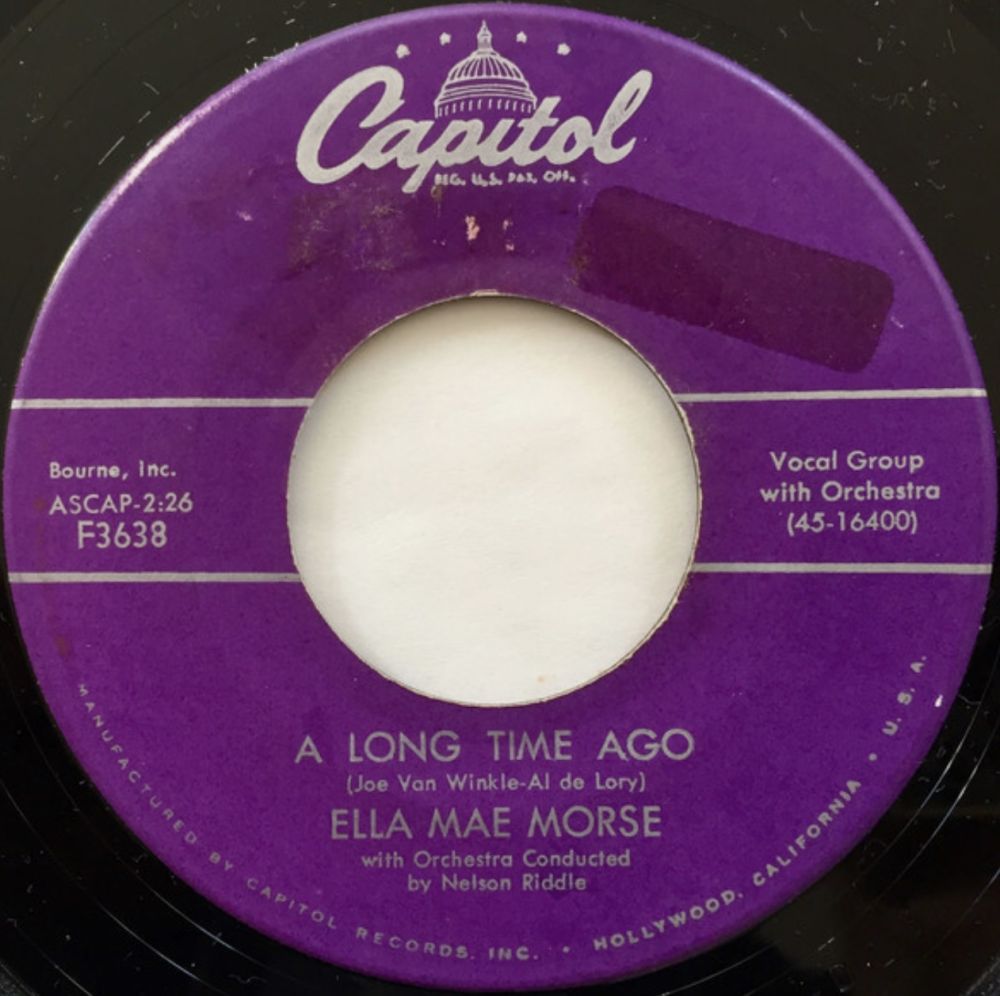 Capitol
REG. U.S. PAT. OFF.
Bourne, Inc.
ASCAP-2:26
F3638
Vocal Group
with Orchestra
(45-16400)
A LONG TIME AGO
(Joe Van Winkle-Al de Lory)
ELLA MAE MORSE
with Orchestra Conducted
by Nelson Riddle
MANUFACTURED BY CAPITOL RECORDS, INC. • HOLLYWOOD, CALIFORNIA • U. S. A.